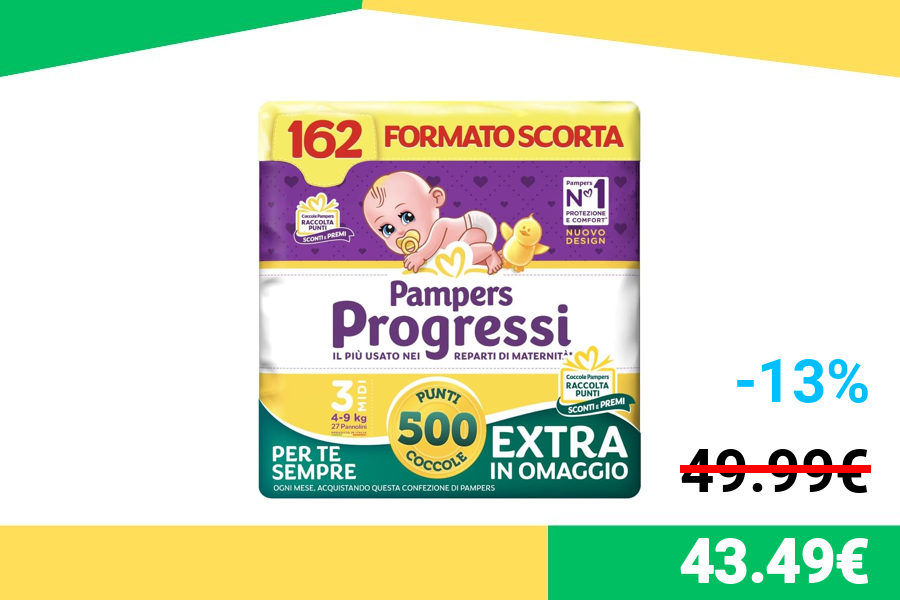 162 FORMATO SCORTA
Coccole Pampers
RACCOLTA
PUNTI
SCONTI E PREMI
Pampers
Nº1
PROTEZIONE
E COMFORT*
NUOVO
DESIGN
Pampers
Progressi
IL PIÙ USATO NEI REPARTI DI MATERNITÀ*
3 MIDI
4-9 kg
27 Pannolini
PUNTI
500
COCCOLE
Coccole Pampers
RACCOLTA
PUNTI
SCONTI E PREMI
PER TE
SEMPRE
EXTRA
IN OMAGGIO
OGNI MESE, ACQUISTANDO QUESTA CONFEZIONE DI PAMPERS
-13%
49.99€
43.49€